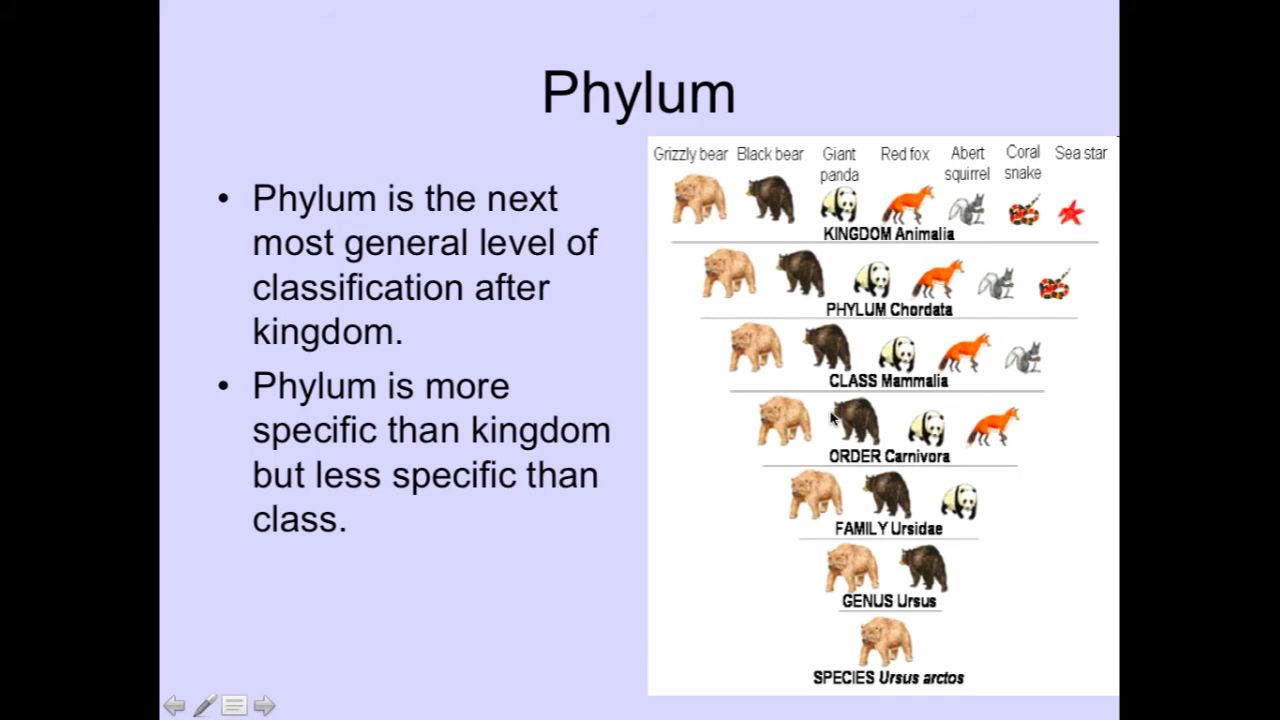 Phylum
• Phylum is the next
most general level of
classification after
kingdom.
• Phylum is more
specific than kingdom
but less specific than
class.
Grizzly bear Black bear Giant panda Red fox Abert squirrel Coral snake Sea star
KINGDOM Animalia
PHYLUM Chordata
CLASS Mammalia
ORDER Carnivora
FAMILY Ursidae
GENUS Ursus
SPECIES Ursus arctos